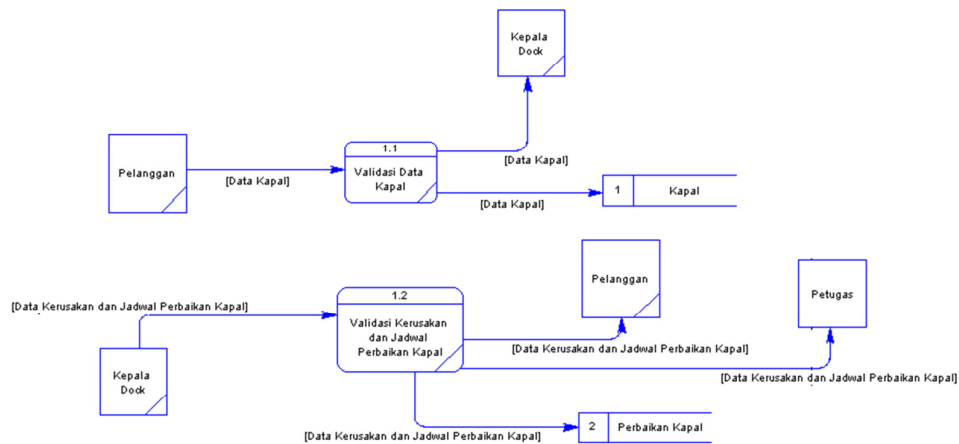 Kepala
Dock
Pelanggan
[Data Kapal]
1.1
Validasi Data
Kapal
[Data Kapal]
[Data Kapal]
1
Kapal
[Data Kerusakan dan Jadwal Perbaikan Kapal]
Kepala
Dock
1.2
Validasi Kerusakan
dan Jadwal
Perbaikan Kapal
Pelanggan
Petugas
[Data Kerusakan dan Jadwal Perbaikan Kapal]
[Data Kerusakan dan Jadwal Perbaikan Kapal]
[Data Kerusakan dan Jadwal Perbaikan Kapal]
2
Perbaikan Kapal